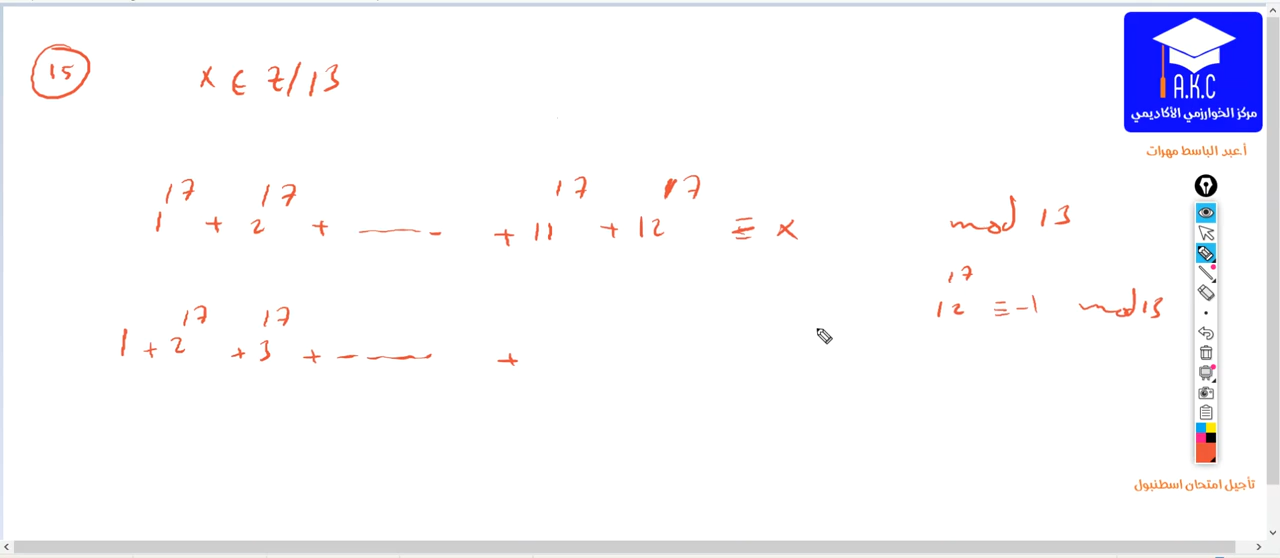 15
x ∈ Z/13
1^17 + 2^17 + ---- + 11^17 + 12^17 ≡ x mod 13
12^17 ≡ -1 mod 13
1 + 2^17 + 3^17 + ---- +
A.K.C
مركز الخوارزمي الأكاديمي
أ.عبد الباسط مهرات
تأجيل امتحان اسطنبول